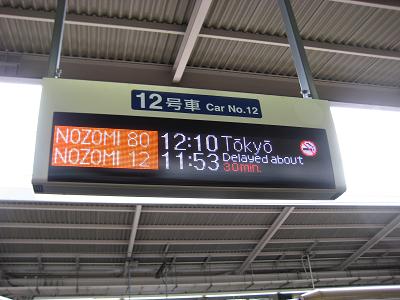 12号車 Car No.12
NOZOMI 80 12:10 Tōkyō
NOZOMI 12 11:53 Delayed about
30min.